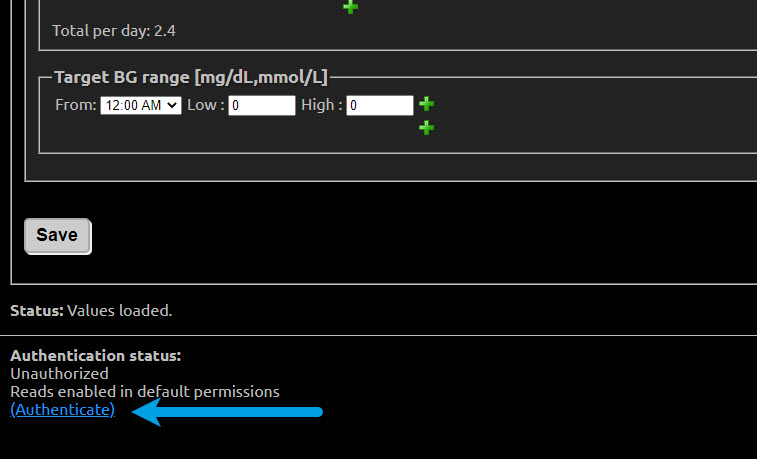 Total per day: 2.4
Target BG range [mg/dL,mmol/L]
From: 12:00 AM Low : 0 High : 0
Save
Status: Values loaded.
Authentication status:
Unauthorized
Reads enabled in default permissions
(Authenticate)